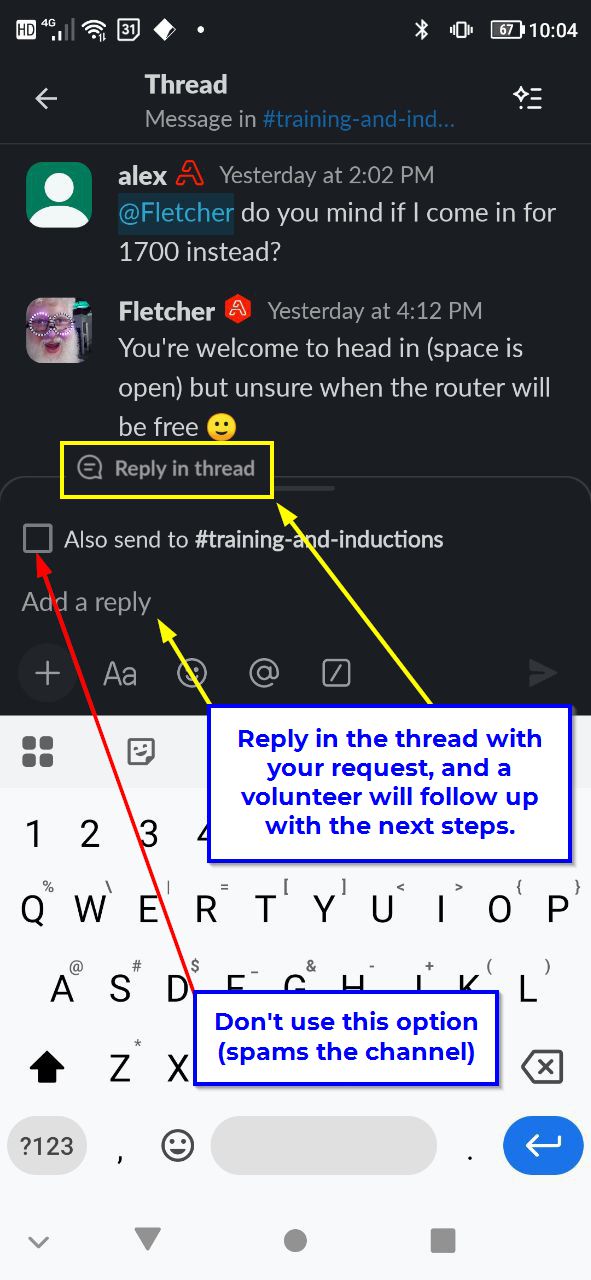 HD 4G 31 67 10:04
Thread
Message in #training-and-ind...
alex Yesterday at 2:02 PM
@Fletcher do you mind if I come in for
1700 instead?
Fletcher Yesterday at 4:12 PM
You're welcome to head in (space is
open) but unsure when the router will
be free
Reply in thread
Also send to #training-and-inductions
Add a reply
Aa @ /
Reply in the thread with
your request, and a
volunteer will follow up
with the next steps.
1 2 3 4
% \ | = [ ] < > { }
Q W E R T Y U I O P
@ # $ _ & - + ( )
A S D F G H J K L
Don't use this option
(spams the channel)
*
Z X
?123 , .